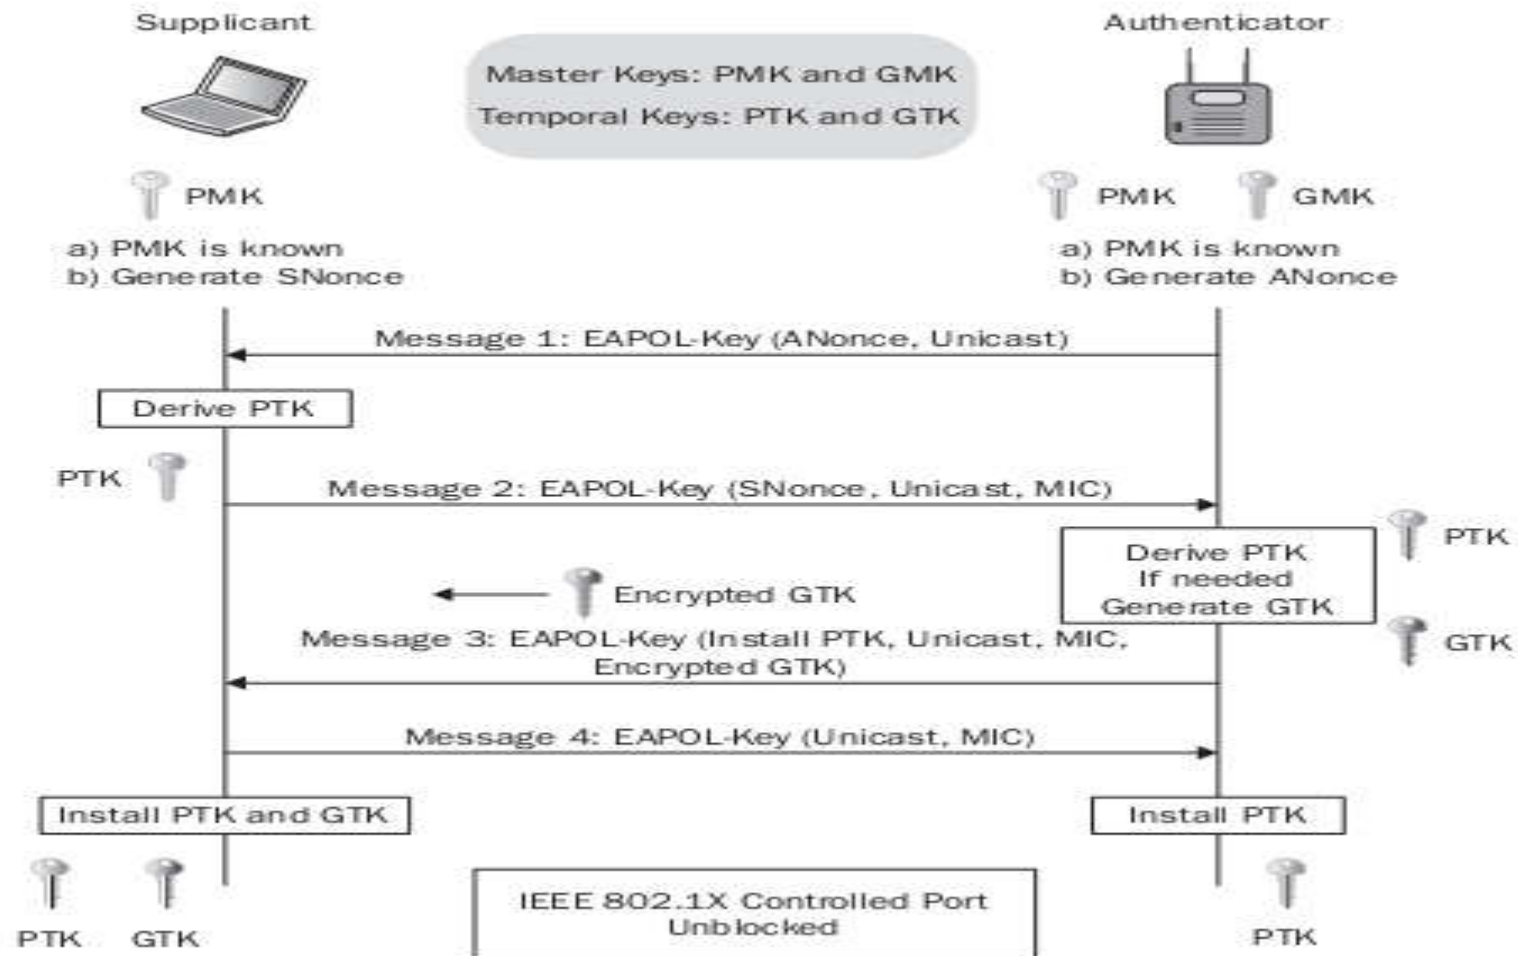 Supplicant
Authenticator
Master Keys: PMK and GMK
Temporal Keys: PTK and GTK
PMK
PMK
GMK
a) PMK is known
b) Generate SNonce
a) PMK is known
b) Generate ANonce
Message 1: EAPOL-Key (ANonce, Unicast)
Derive PTK
PTK
Message 2: EAPOL-Key (SNonce, Unicast, MIC)
Derive PTK
If needed
Generate GTK
PTK
Encrypted GTK
GTK
Message 3: EAPOL-Key (Install PTK, Unicast, MIC,
Encrypted GTK)
Message 4: EAPOL-Key (Unicast, MIC)
Install PTK and GTK
Install PTK
PTK
GTK
IEEE 802.1X Controlled Port
Unblocked
PTK